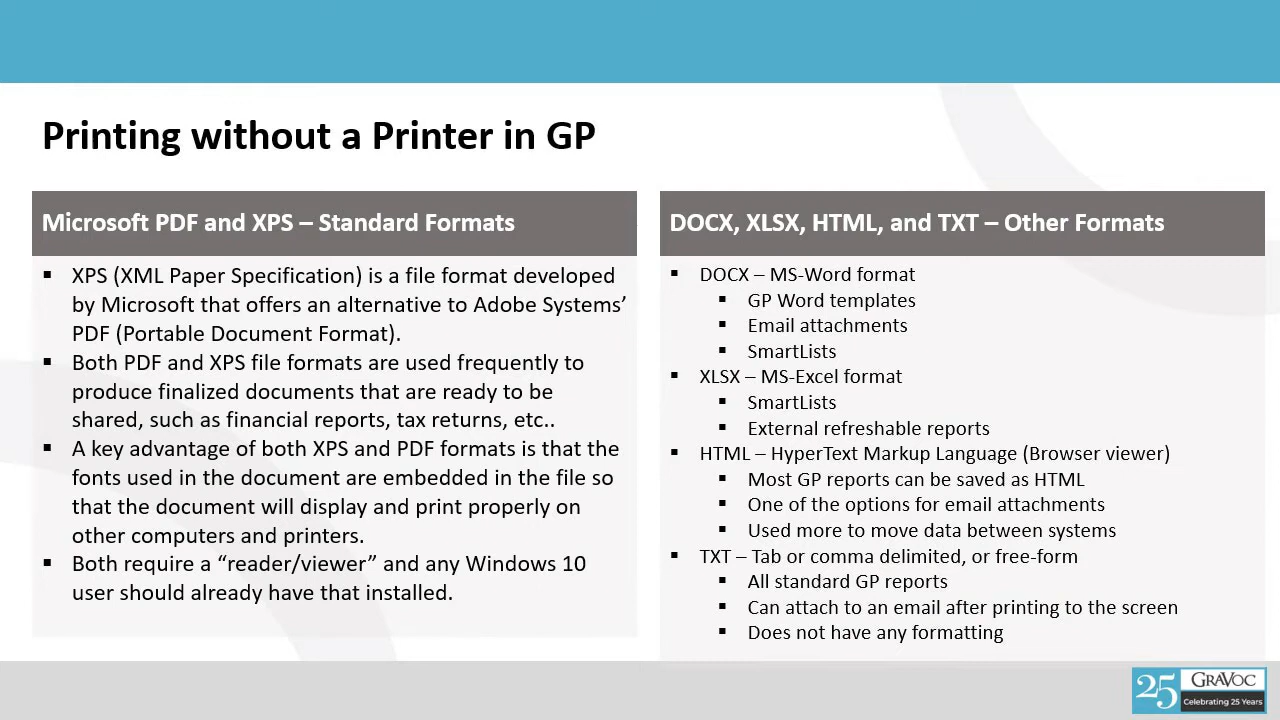 Printing without a Printer in GP
Microsoft PDF and XPS – Standard Formats
▪ XPS (XML Paper Specification) is a file format developed
by Microsoft that offers an alternative to Adobe Systems’
PDF (Portable Document Format).
▪ Both PDF and XPS file formats are used frequently to
produce finalized documents that are ready to be
shared, such as financial reports, tax returns, etc..
▪ A key advantage of both XPS and PDF formats is that the
fonts used in the document are embedded in the file so
that the document will display and print properly on
other computers and printers.
▪ Both require a “reader/viewer” and any Windows 10
user should already have that installed.
DOCX, XLSX, HTML, and TXT – Other Formats
▪ DOCX – MS-Word format
▪ GP Word templates
▪ Email attachments
▪ SmartLists
▪ XLSX – MS-Excel format
▪ SmartLists
▪ External refreshable reports
▪ HTML – HyperText Markup Language (Browser viewer)
▪ Most GP reports can be saved as HTML
▪ One of the options for email attachments
▪ Used more to move data between systems
▪ TXT – Tab or comma delimited, or free-form
▪ All standard GP reports
▪ Can attach to an email after printing to the screen
▪ Does not have any formatting
25 GRAVOC
Celebrating 25 Years